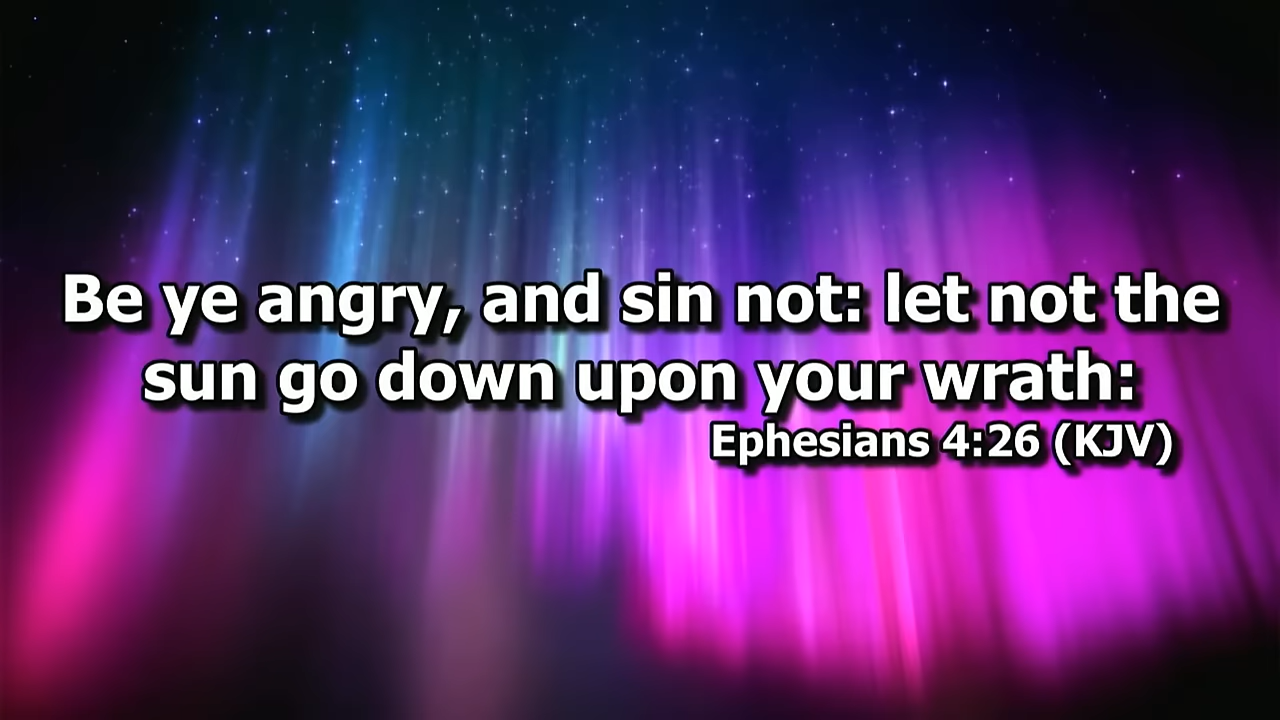 Be ye angry, and sin not: let not the
sun go down upon your wrath:
Ephesians 4:26 (KJV)